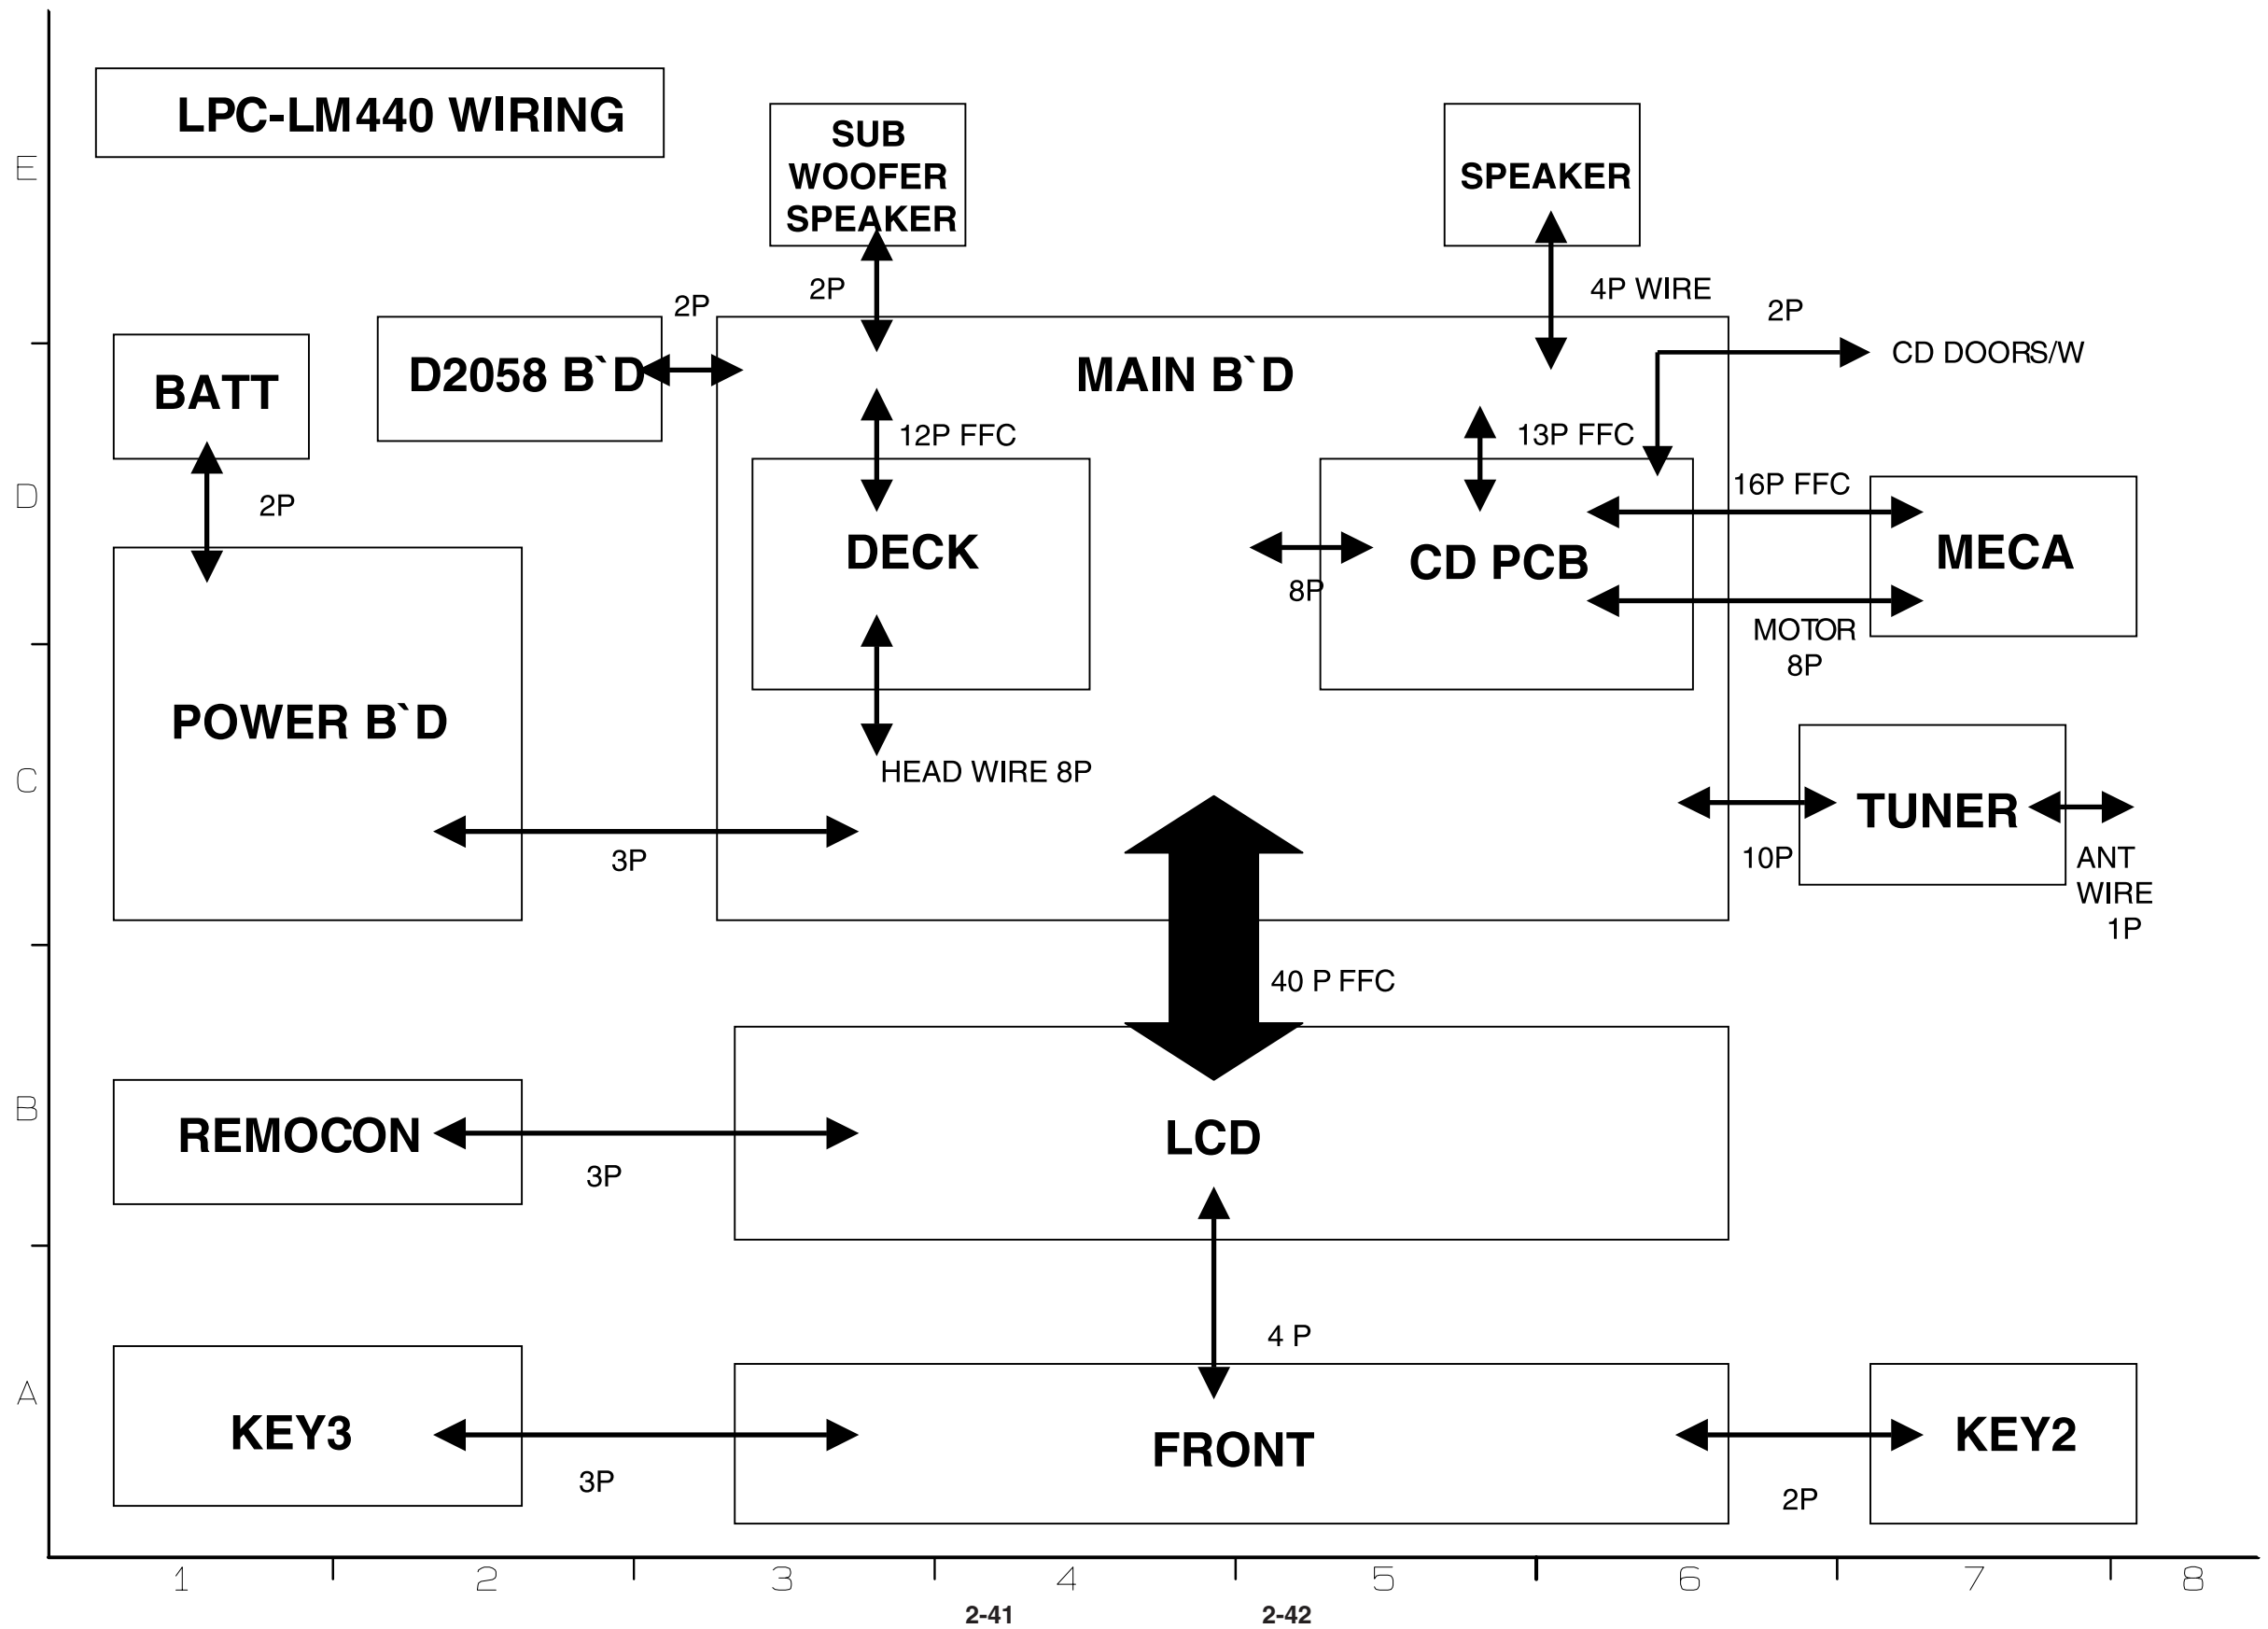 LPC-LM440 WIRING
SUB
WOOFER
SPEAKER
SPEAKER
E
2P
2P
4P WIRE
2P
CD DOORS/W
BATT
D2058 B`D
MAIN B`D
12P FFC
13P FFC
D
2P
16P FFC
DECK
CD PCB
MECA
8P
MOTOR
8P
POWER B`D
C
HEAD WIRE 8P
TUNER
3P
10P
ANT
WIRE
1P
40 P FFC
B
REMOCON
LCD
3P
4 P
A
KEY3
FRONT
KEY2
3P
2P
1 2 3 4 5 6 7 8
2-41 2-42